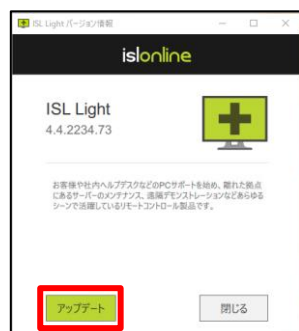 ISL Light バージョン情報
islonline
ISL Light
4.4.2234.73
お客様や社内ヘルプデスクなどのPCサポートを始め、離れた拠点
にあるサーバーのメンテナンス、遠隔デモンストレーションなどあらゆる
シーンで活躍しているリモートコントロール製品です。
アップデート
閉じる